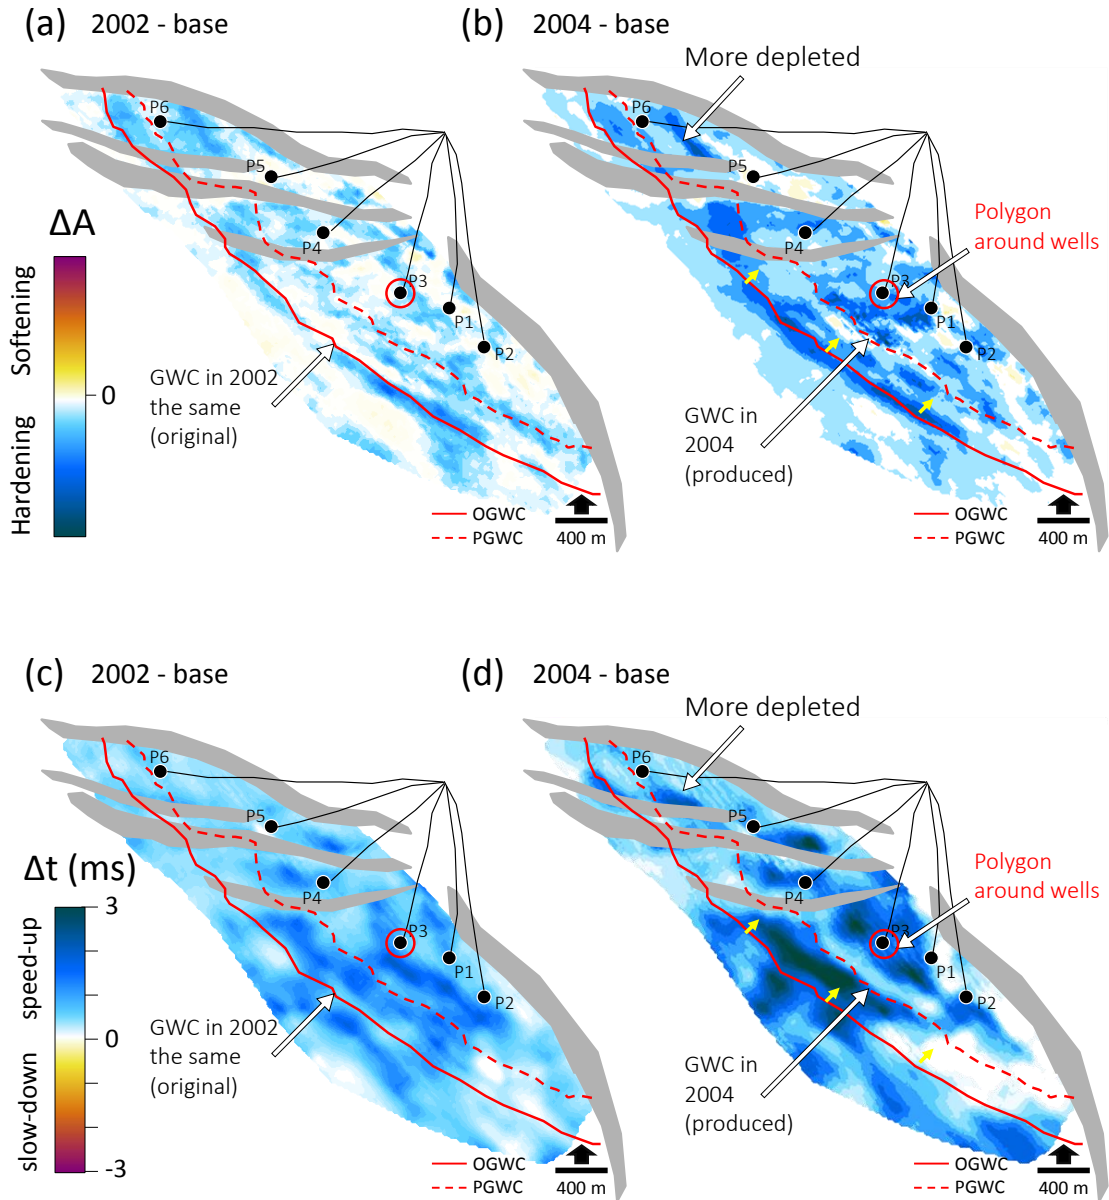 (a) 2002 - base
(b) 2004 - base
More depleted
P6
P5
P4
P3
P1
P2
P6
P5
P4
P3
P1
P2
Polygon
around wells
ΔA
Softening
0
Hardening
GWC in 2002
the same
(original)
GWC in
2004
(produced)
OGWC
PGWC
400 m
OGWC
PGWC
400 m
(c) 2002 - base
(d) 2004 - base
More depleted
P6
P5
P4
P3
P1
P2
P6
P5
P4
P3
P1
P2
Polygon
around wells
Δt (ms)
3
speed-up
0
slow-down
-3
GWC in 2002
the same
(original)
GWC in
2004
(produced)
OGWC
PGWC
400 m
OGWC
PGWC
400 m